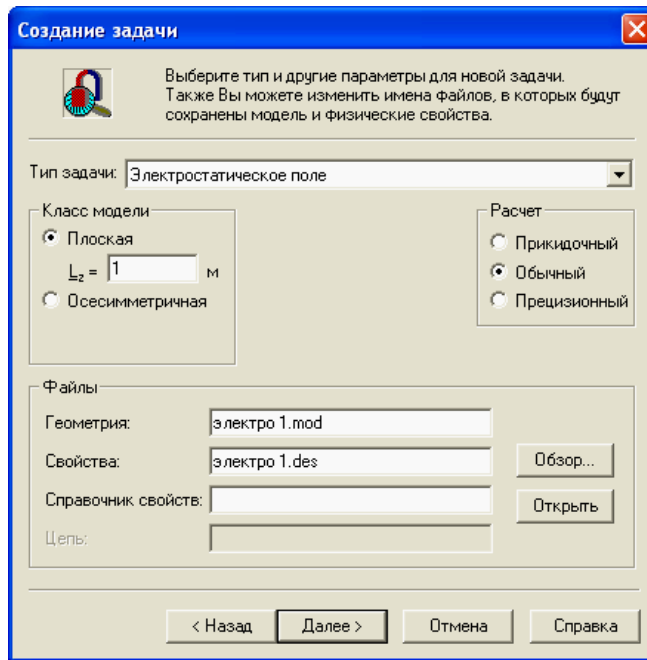 Создание задачи
Выберите тип и другие параметры для новой задачи.
Также Вы можете изменить имена файлов, в которых будут
сохранены модель и физические свойства.
Тип задачи: Электростатическое поле
Класс модели
Плоская
Lz = 1 м
Осесимметричная
Расчет
Прикидочный
Обычный
Прецизионный
Файлы
Геометрия: электро 1.mod
Свойства: электро 1.des Обзор...
Справочник свойств: Открыть
Цепь:
< Назад Далее > Отмена Справка